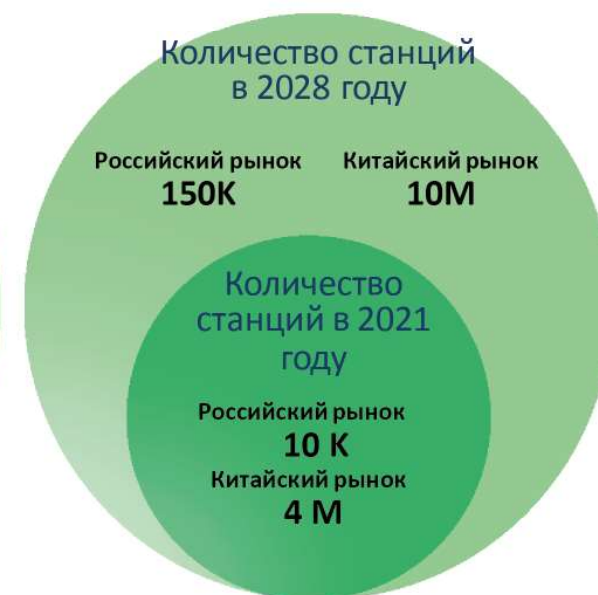 Количество станций
в 2028 году
Российский рынок
150K
Китайский рынок
10M
Количество
станций в 2021
году
Российский рынок
10 K
Китайский рынок
4 M